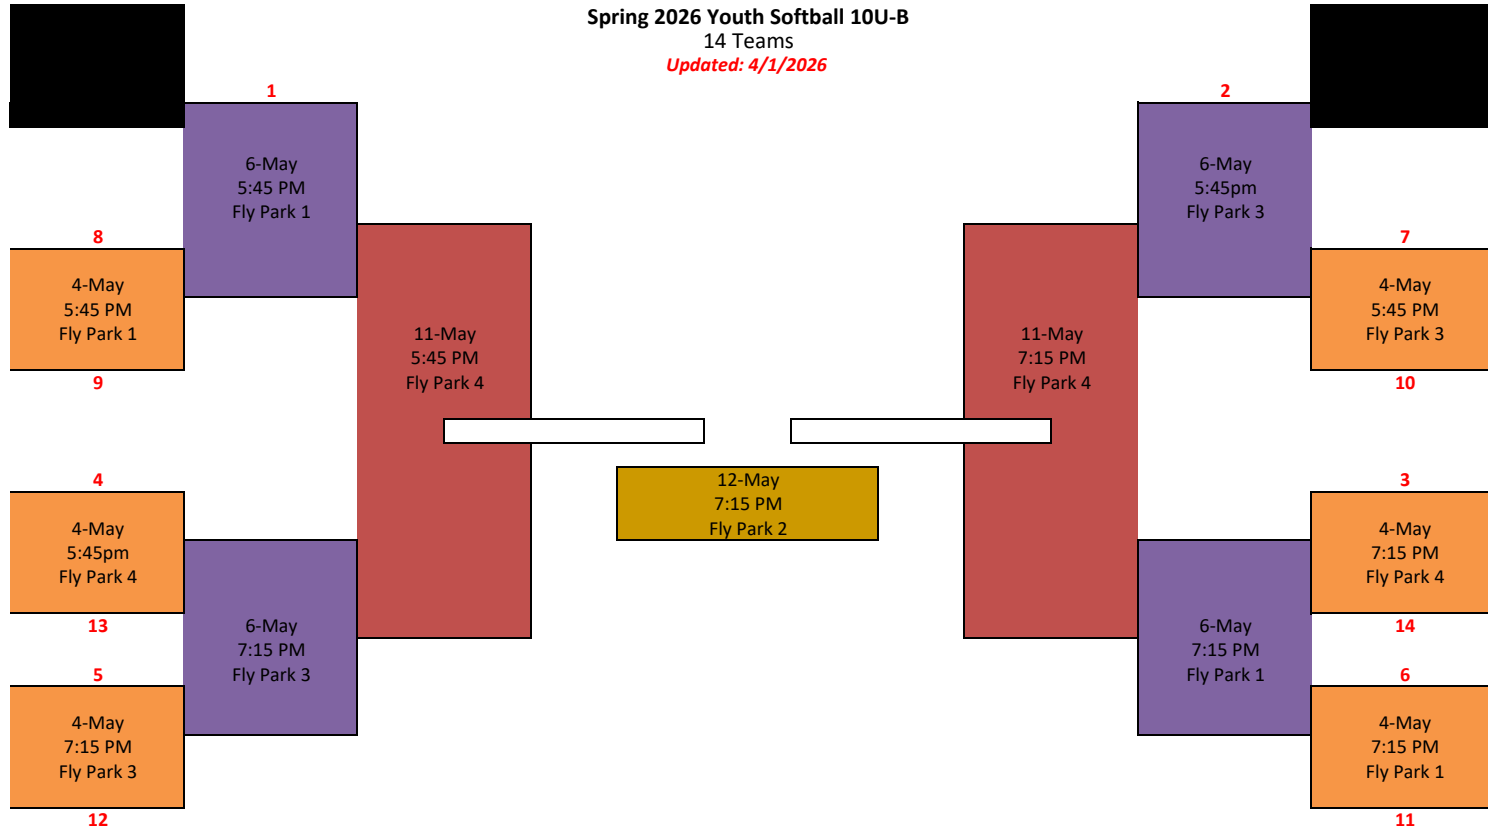 Spring 2026 Youth Softball 10U-B
14 Teams
Updated: 4/1/2026
1
6-May
5:45 PM
Fly Park 1
8
4-May
5:45 PM
Fly Park 1
9
11-May
5:45 PM
Fly Park 4
4
4-May
5:45pm
Fly Park 4
13
6-May
7:15 PM
Fly Park 3
5
4-May
7:15 PM
Fly Park 3
12
12-May
7:15 PM
Fly Park 2
2
6-May
5:45pm
Fly Park 3
7
4-May
5:45 PM
Fly Park 3
10
11-May
7:15 PM
Fly Park 4
3
4-May
7:15 PM
Fly Park 4
14
6-May
7:15 PM
Fly Park 1
6
4-May
7:15 PM
Fly Park 1
11